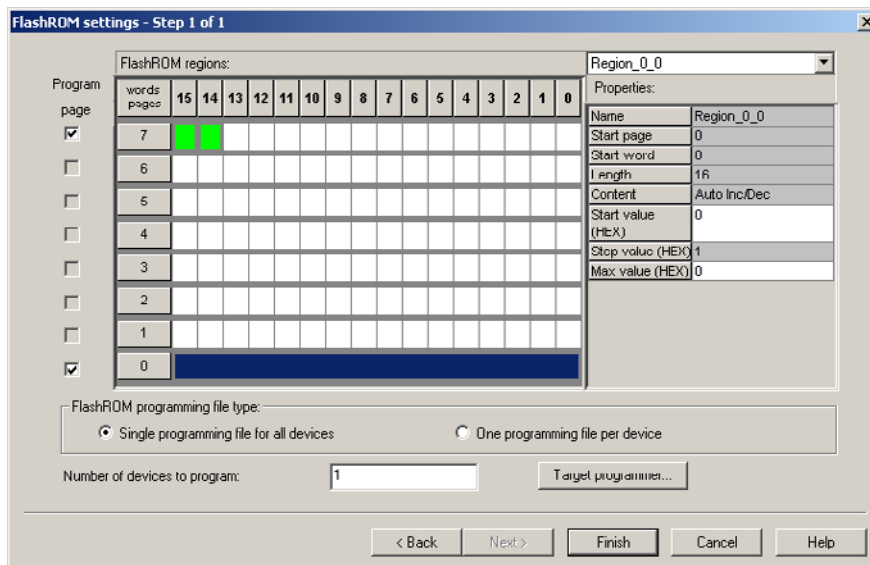 FlashROM settings - Step 1 of 1
FlashROM regions:
Region_0_0
Program page
words pages 15 14 13 12 11 10 9 8 7 6 5 4 3 2 1 0
7
6
5
4
3
2
1
0
Properties:
Name Region_0_0
Start page 0
Start word 0
Length 16
Content Auto Inc/Dec
Start value (HEX) 0
Step value (HEX) 1
Max value (HEX) 0
FlashROM programming file type:
Single programming file for all devices
One programming file per device
Number of devices to program: 1
Target programmer...
< Back
Next >
Finish
Cancel
Help